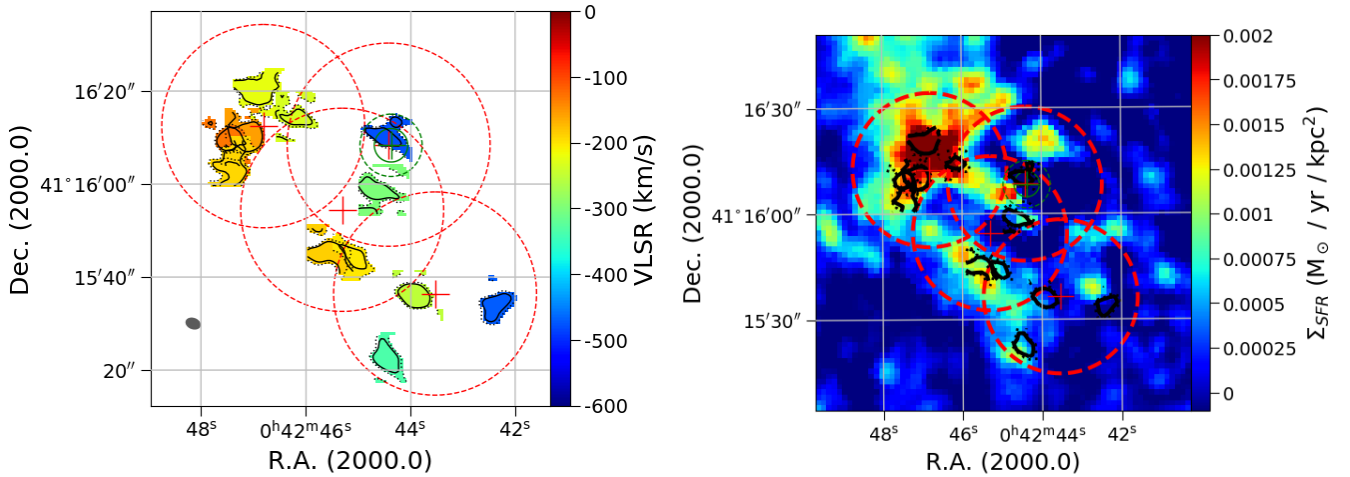 Dec. (2000.0)
16′20″
41°16′00″
15′40″
20″
48ˢ
0ʰ42ᵐ46ˢ
44ˢ
42ˢ
R.A. (2000.0)
0
-100
-200
-300
-400
-500
-600
VLSR (km/s)
Dec. (2000.0)
16′30″
41°16′00″
15′30″
48ˢ
46ˢ
0ʰ42ᵐ44ˢ
42ˢ
R.A. (2000.0)
0.002
0.00175
0.0015
0.00125
0.001
0.00075
0.0005
0.00025
0
Σ_SFR (M_⊙ / yr / kpc²)